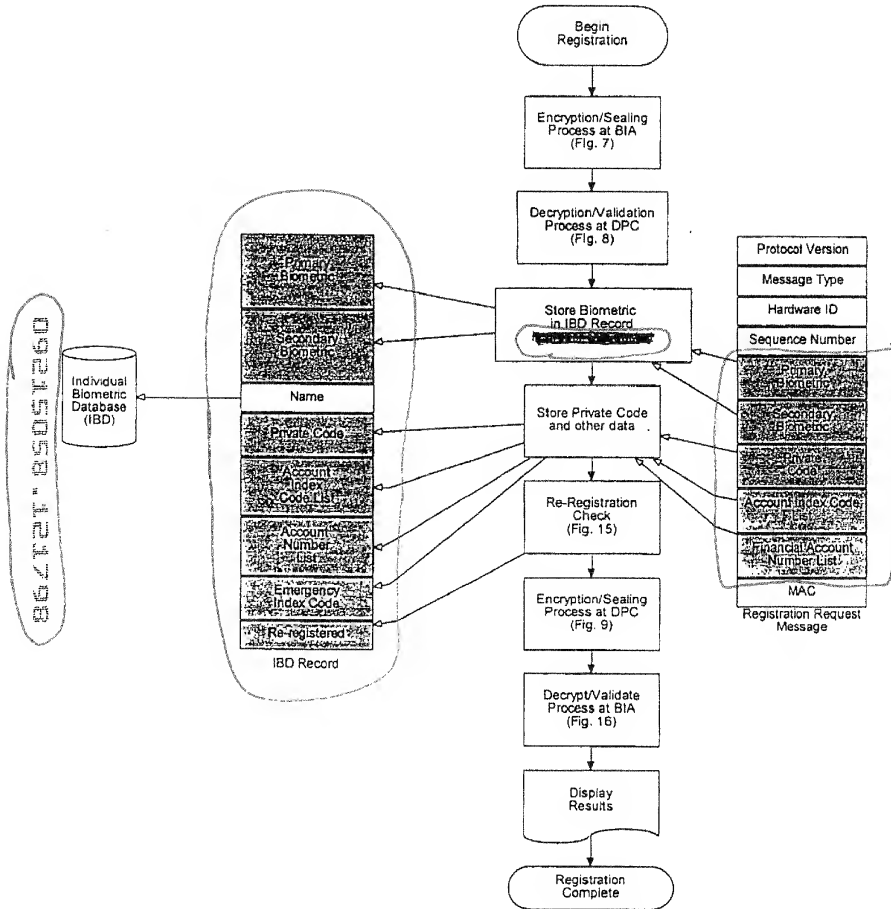 Begin
Registration
Encryption/Sealing
Process at BIA
(Fig. 7)
Decryption/Validation
Process at DPC
(Fig. 8)
Store Biometric
in IBD Record
Store Private Code
and other data
Re-Registration
Check
(Fig. 15)
Encryption/Sealing
Process at DPC
(Fig. 9)
Decrypt/Validate
Process at BIA
(Fig. 16)
Display
Results
Registration
Complete
Individual
Biometric
Database
(IBD)
Primary
Biometric
Secondary
Biometric
Name
Private Code
Account
Index
Code List
Account
Number
List
Emergency
Index Code
Re-registered
IBD Record
Protocol Version
Message Type
Hardware ID
Sequence Number
Primary
Biometric
Secondary
Biometric
Private
Code
Account Index Code
List
Financial Account
Number List
MAC
Registration Request
Message